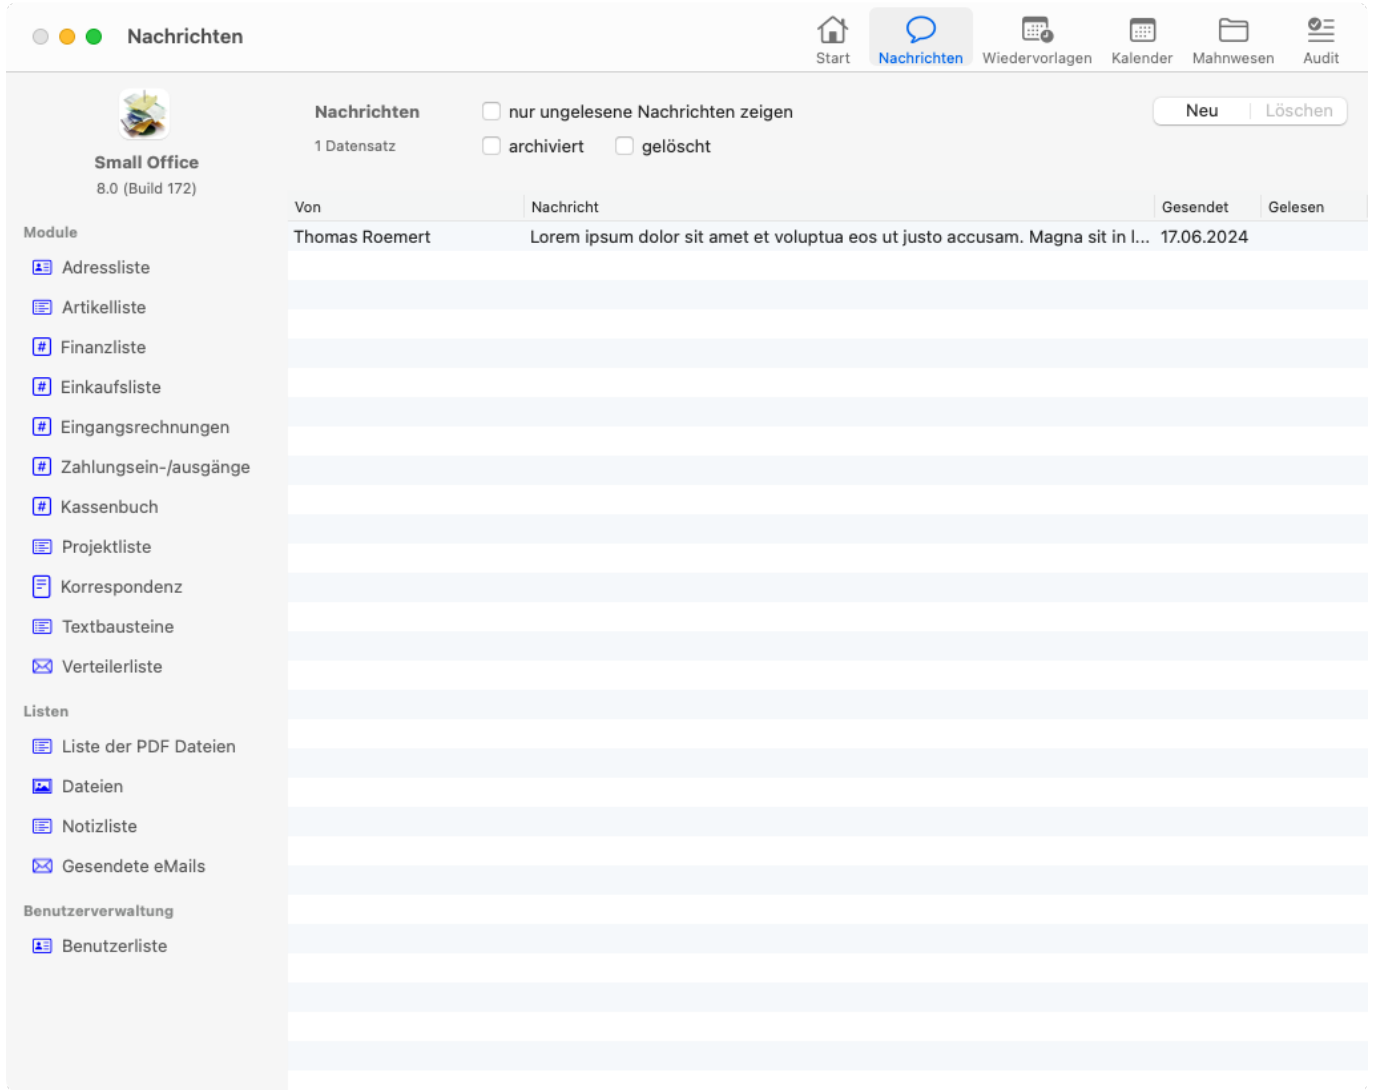 Nachrichten
Start
Nachrichten
Wiedervorlagen
Kalender
Mahnwesen
Audit
Small Office
8.0 (Build 172)
Module
Adressliste
Artikelliste
# Finanzliste
# Einkaufsliste
# Eingangsrechnungen
# Zahlungsein-/ausgänge
# Kassenbuch
Projektliste
Korrespondenz
Textbausteine
Verteilerliste
Listen
Liste der PDF Dateien
Dateien
Notizliste
Gesendete eMails
Benutzerverwaltung
Benutzerliste
Nachrichten
1 Datensatz
nur ungelesene Nachrichten zeigen
archiviert gelöscht
Neu Löschen
Von Nachricht Gesendet Gelesen
Thomas Roemert Lorem ipsum dolor sit amet et voluptua eos ut justo accusam. Magna sit in l... 17.06.2024